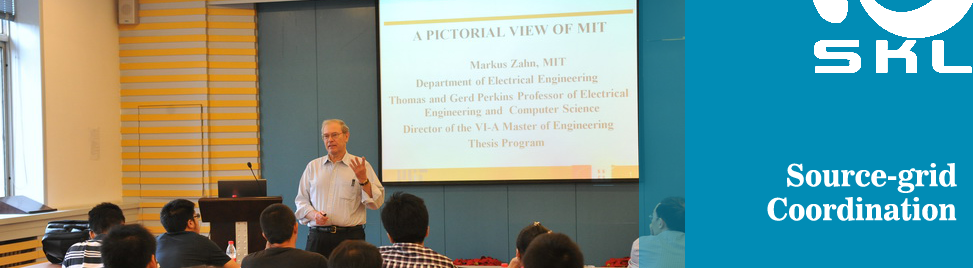 A PICTORIAL VIEW OF MIT
Markus Zahn, MIT
Department of Electrical Engineering
Thomas and Gerd Perkins Professor of Electrical
Engineering and Computer Science
Director of the VI-A Master of Engineering
Thesis Program
SKL
Source-grid
Coordination